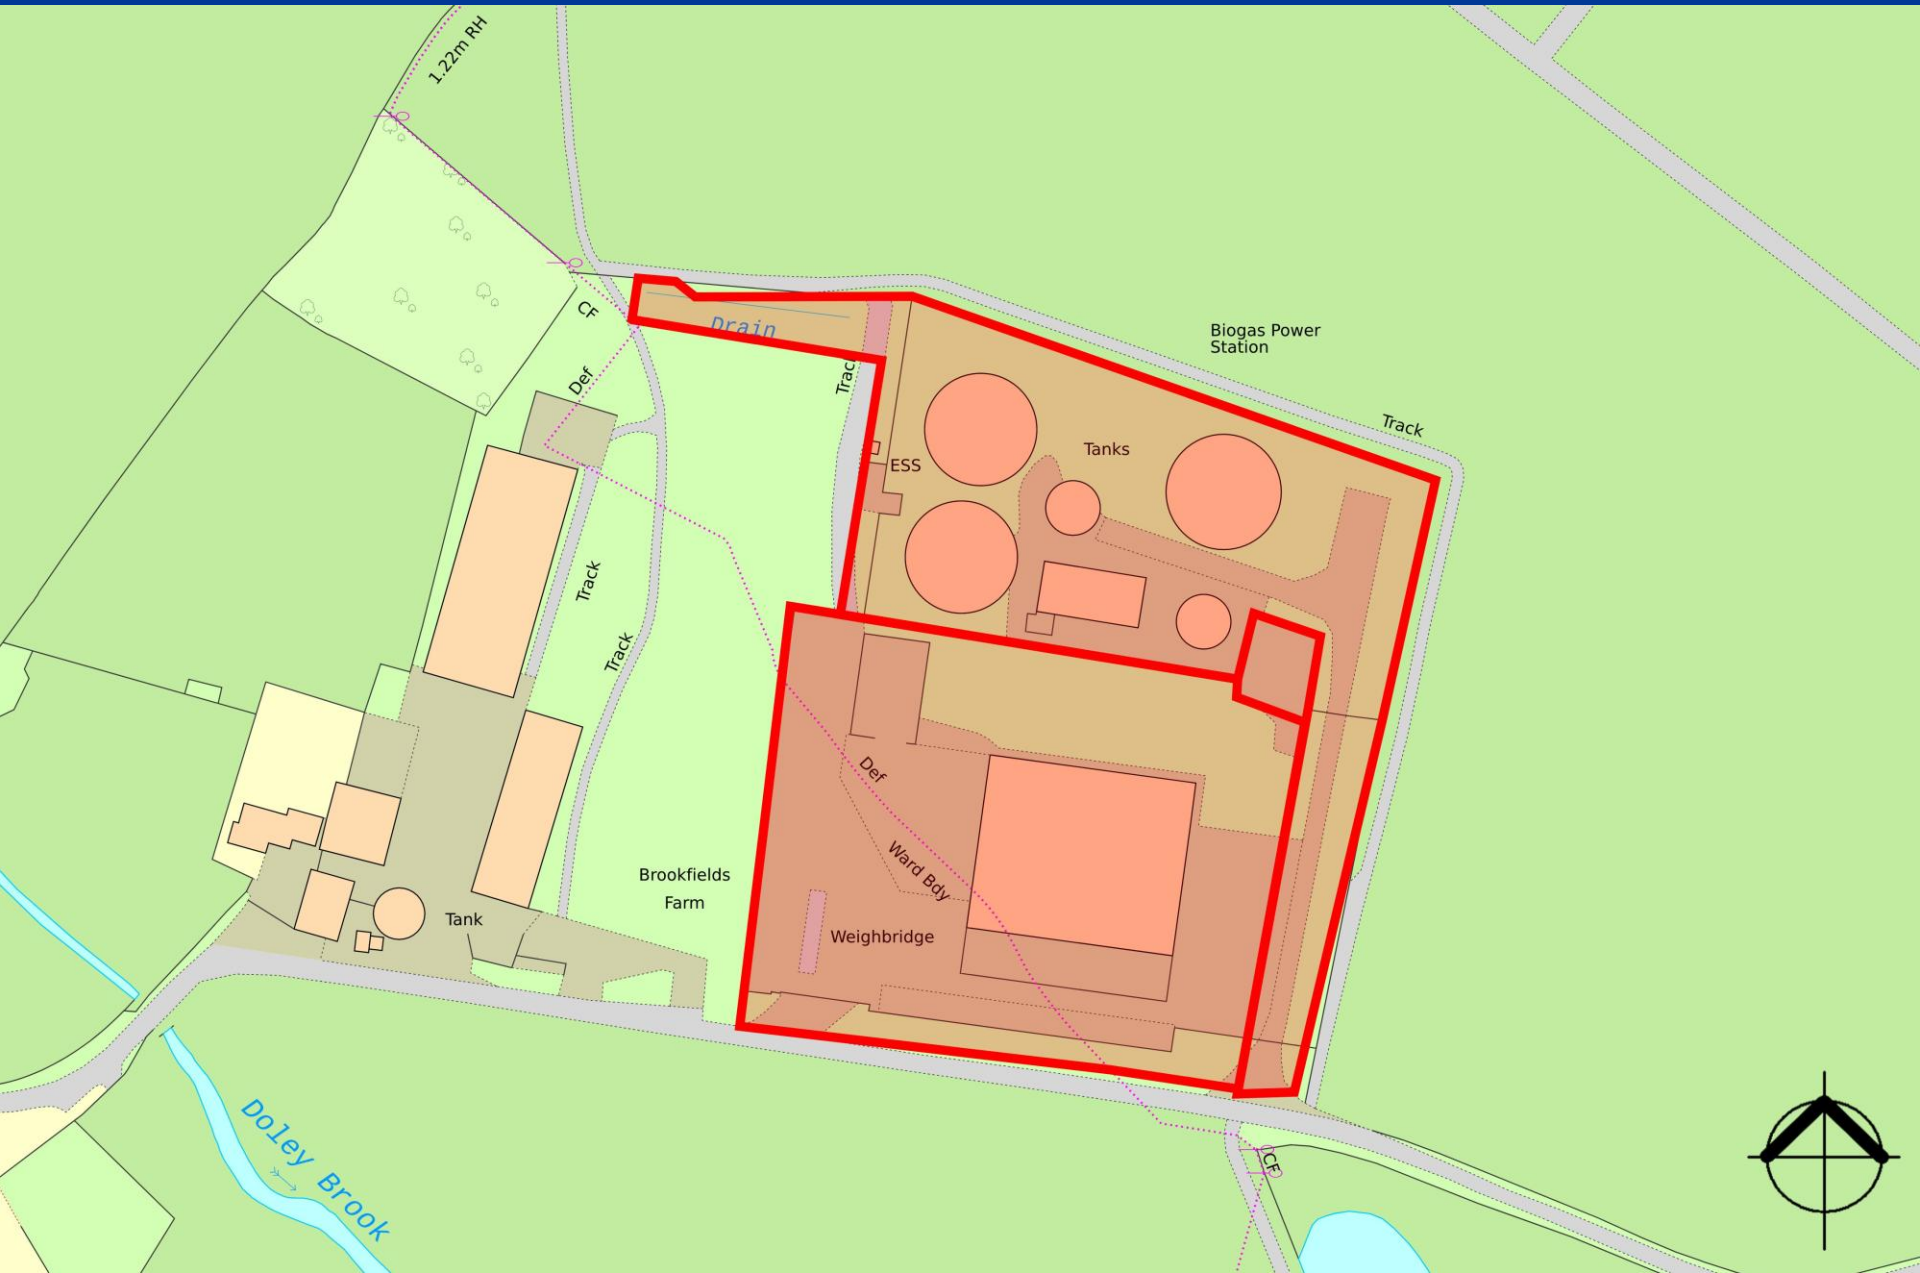 1.22m RH
CF
Drain
Biogas Power
Station
Def
Track
Track
Tanks
ESS
Track
Track
Def
Ward Bdy
Brookfields
Farm
Tank
Weighbridge
Doley Brook
CF